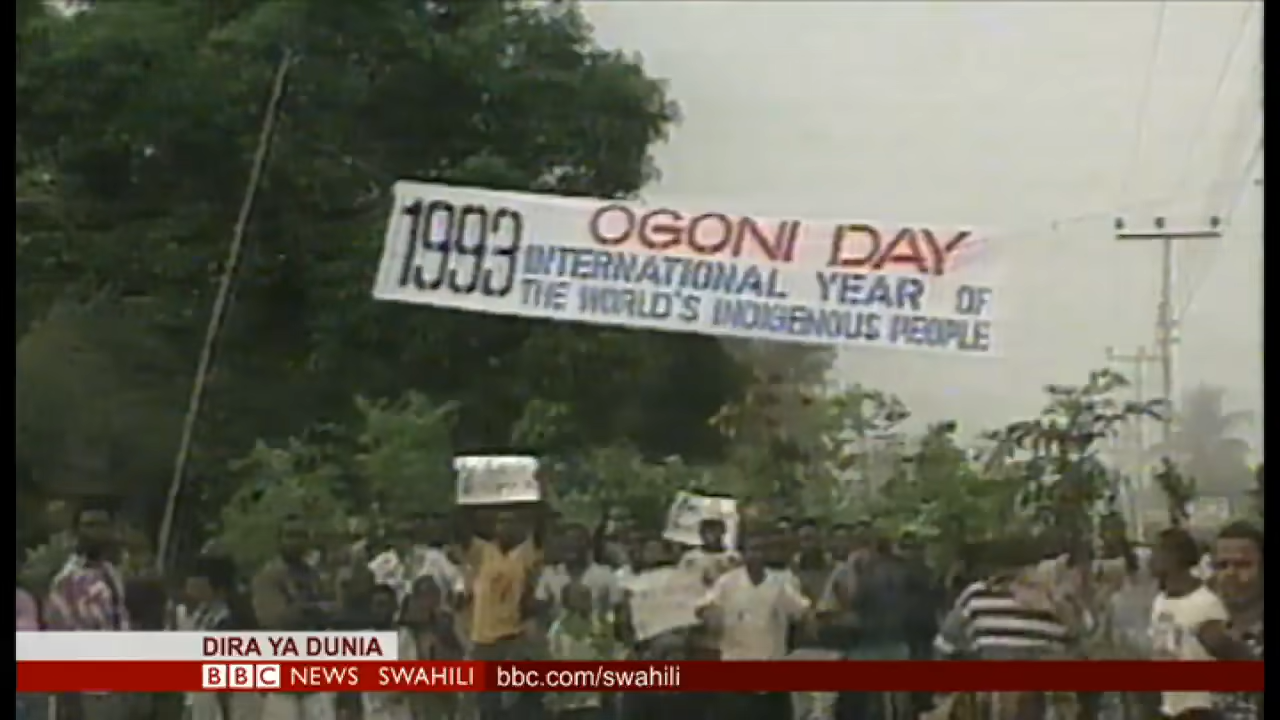 OGONI DAY
1993 INTERNATIONAL YEAR OF
THE WORLD'S INDIGENOUS PEOPLE
DIRA YA DUNIA
BBC NEWS SWAHILI bbc.com/swahili